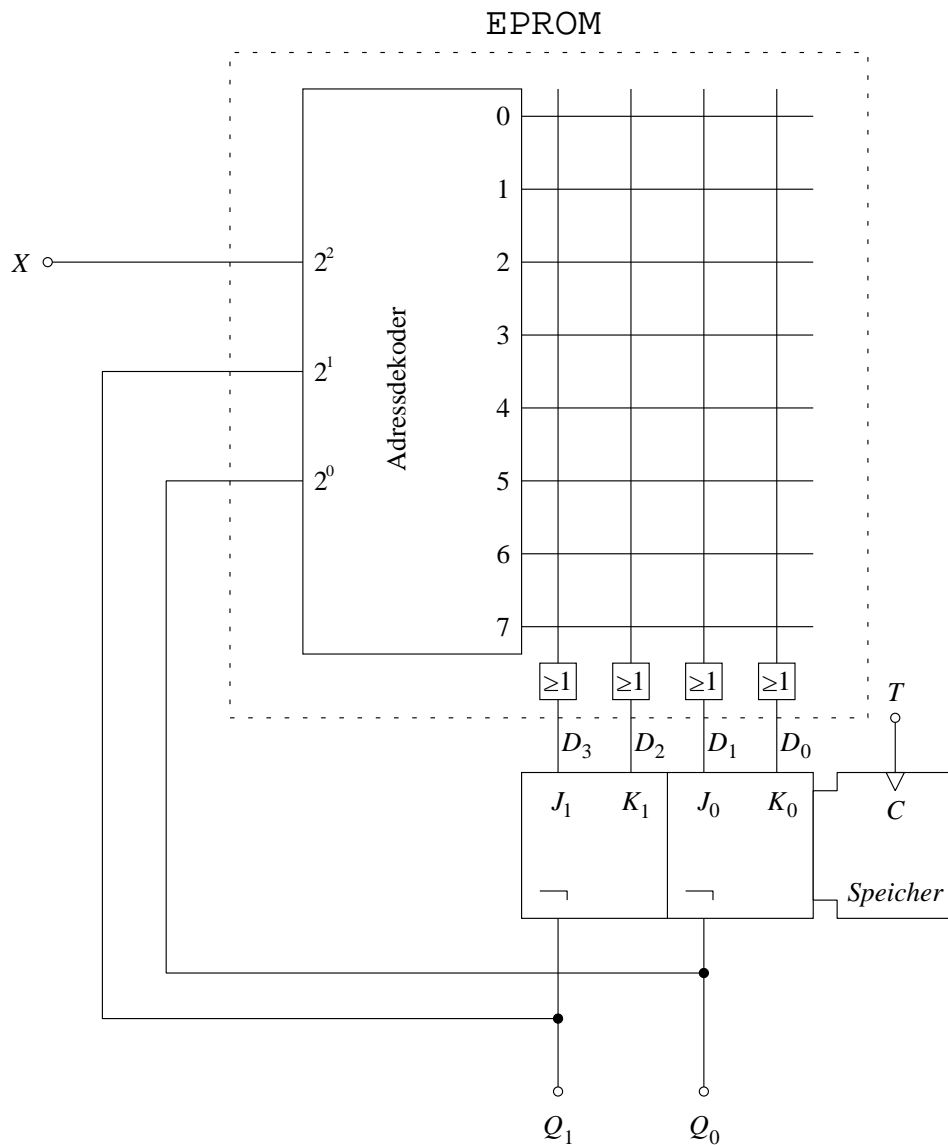 EPROM
0
1
X
2²
2
Adressdekoder
3
2¹
4
2⁰
5
6
7
≥1 ≥1 ≥1 ≥1
T
D₃ D₂ D₁ D₀
J₁ K₁ J₀ K₀
C
Speicher
Q₁ Q₀